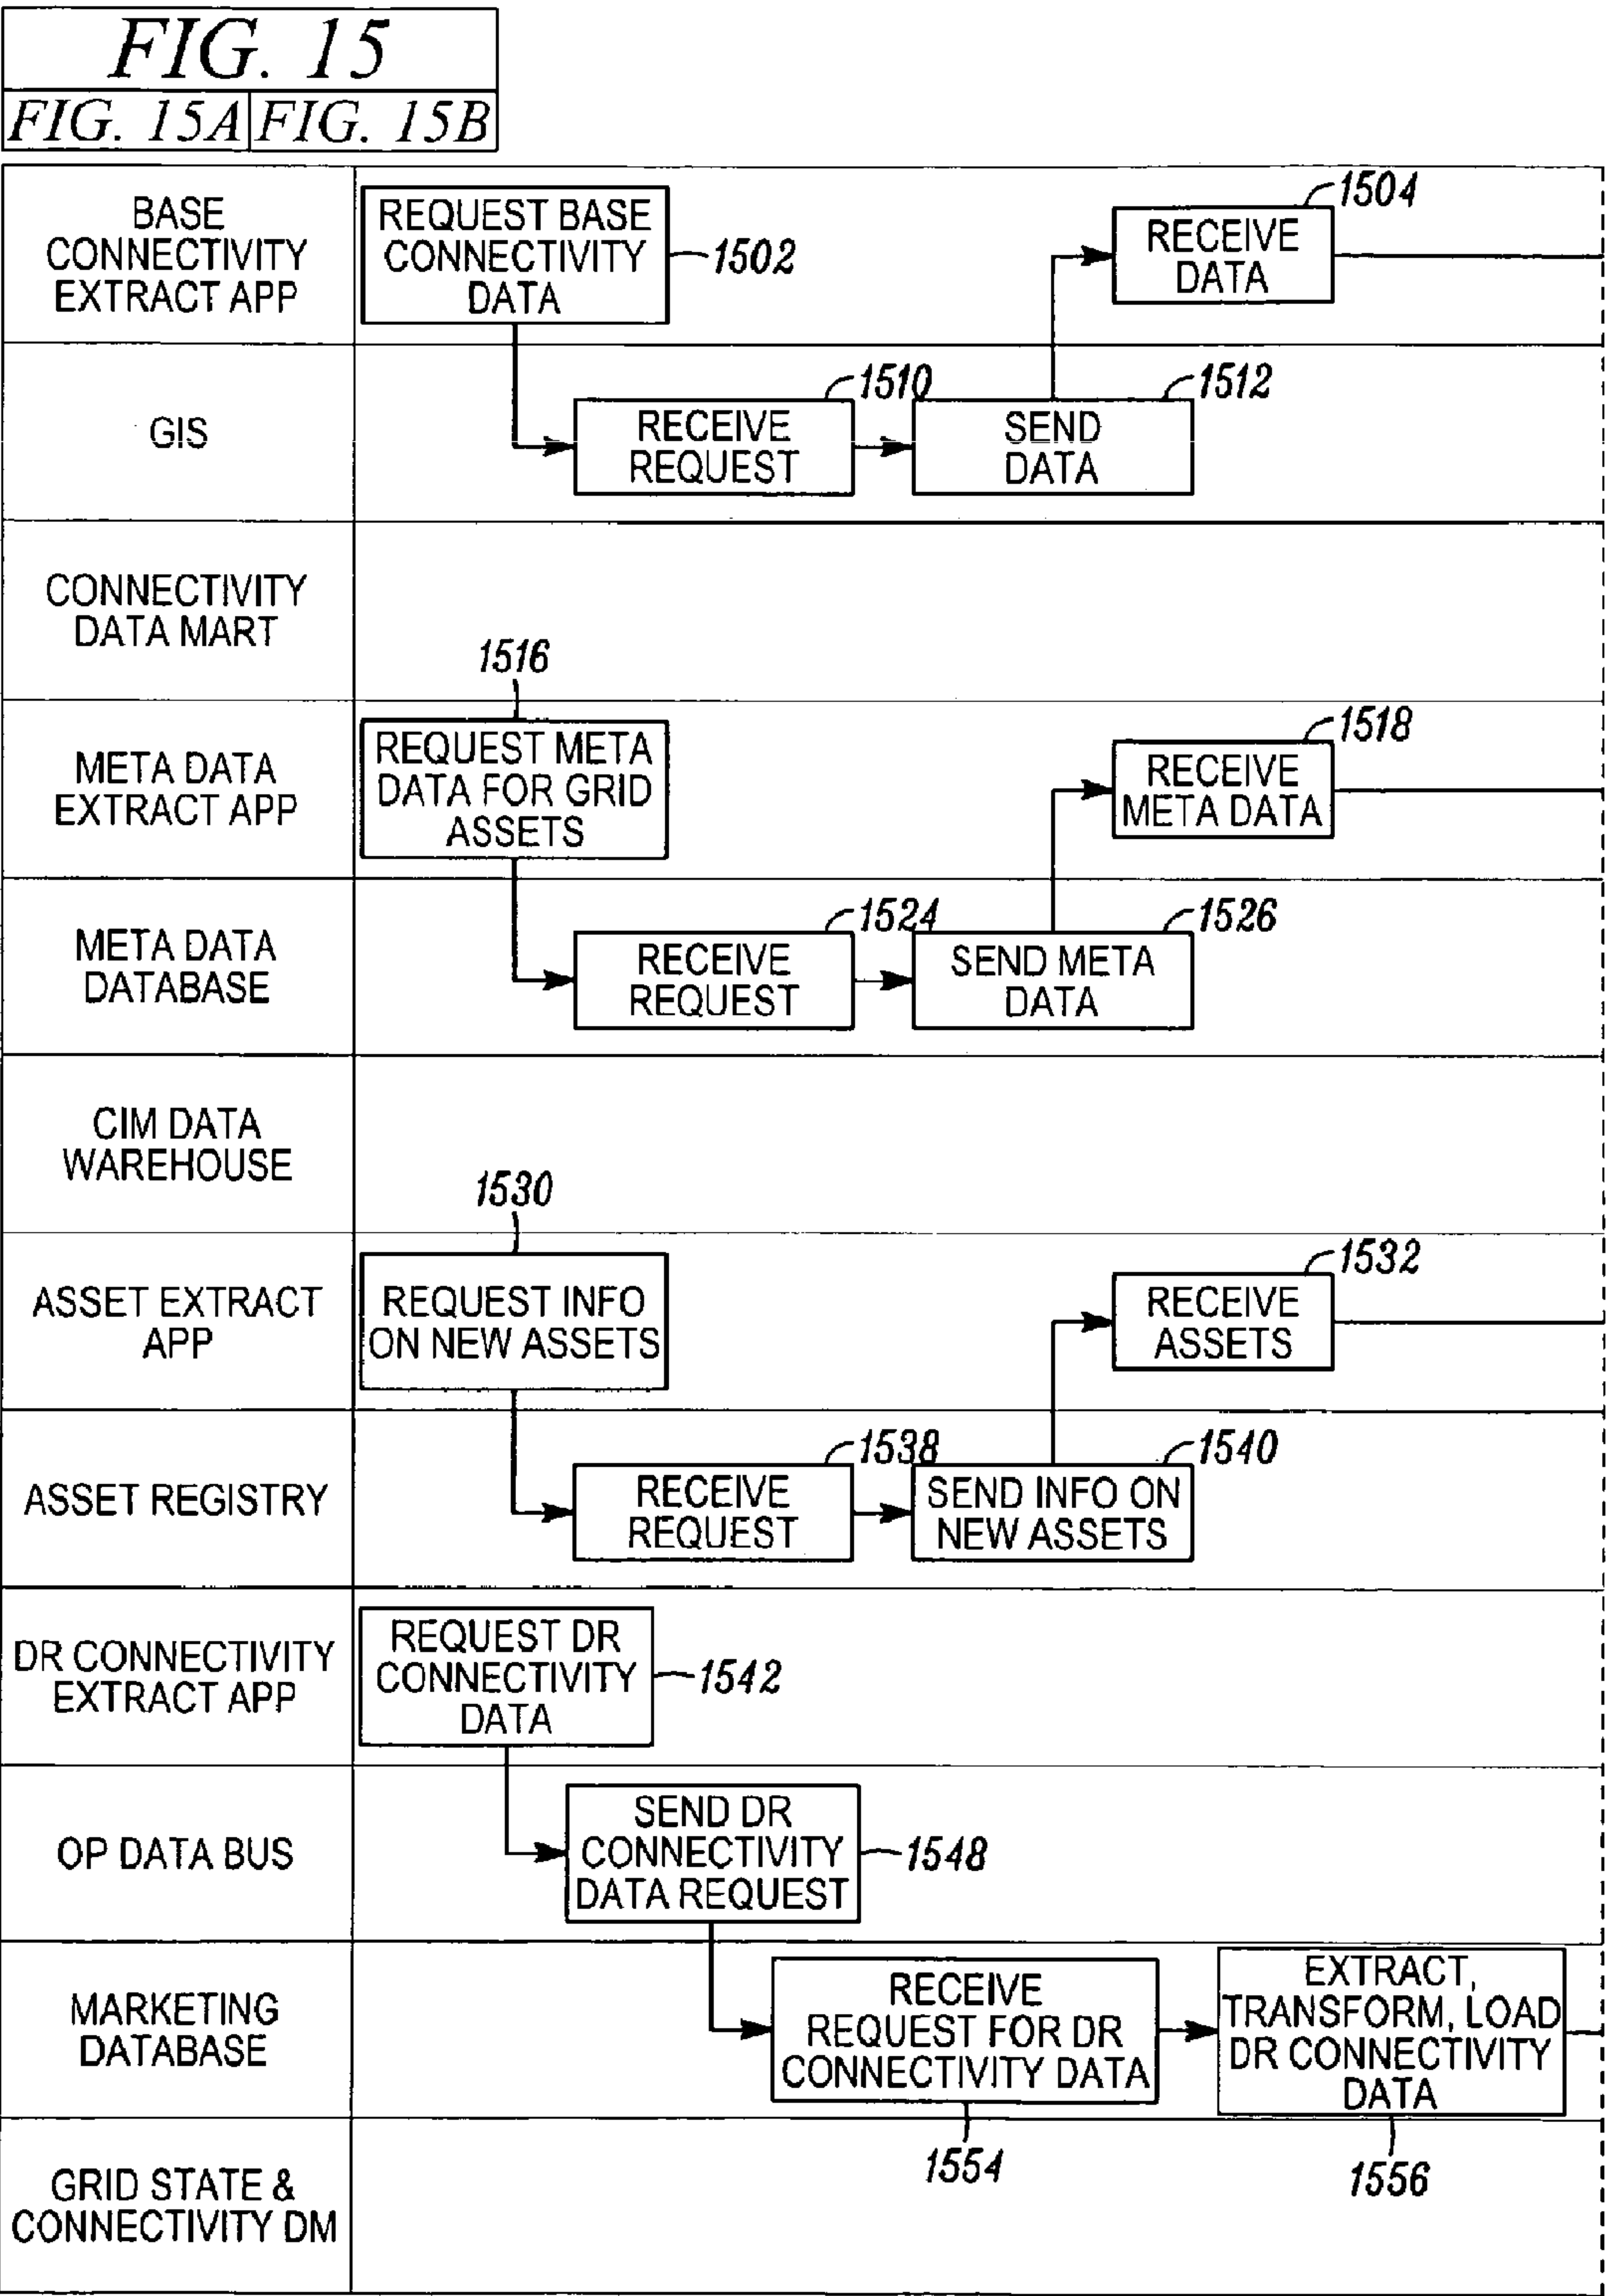 FIG. 15
FIG. 15A FIG. 15B
BASE
CONNECTIVITY
EXTRACT APP
REQUEST BASE
CONNECTIVITY
DATA
1502
1504
RECEIVE
DATA
GIS
1510
RECEIVE
REQUEST
1512
SEND
DATA
CONNECTIVITY
DATA MART
1516
META DATA
EXTRACT APP
REQUEST META
DATA FOR GRID
ASSETS
1518
RECEIVE
META DATA
META DATA
DATABASE
1524
RECEIVE
REQUEST
1526
SEND META
DATA
CIM DATA
WAREHOUSE
1530
ASSET EXTRACT
APP
REQUEST INFO
ON NEW ASSETS
1532
RECEIVE
ASSETS
ASSET REGISTRY
1538
RECEIVE
REQUEST
1540
SEND INFO ON
NEW ASSETS
DR CONNECTIVITY
EXTRACT APP
REQUEST DR
CONNECTIVITY
DATA
1542
OP DATA BUS
SEND DR
CONNECTIVITY
DATA REQUEST
1548
MARKETING
DATABASE
RECEIVE
REQUEST FOR DR
CONNECTIVITY DATA
1554
EXTRACT,
TRANSFORM, LOAD
DR CONNECTIVITY
DATA
1556
GRID STATE &
CONNECTIVITY DM